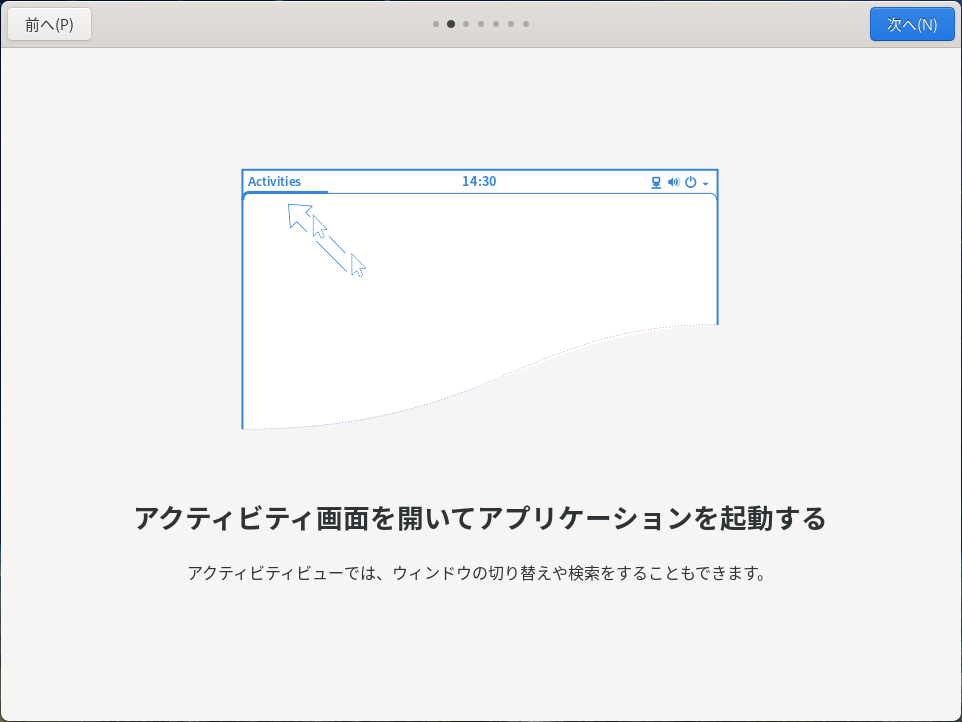 前へ(P)
次へ(N)
Activities
14:30
アクティビティ画面を開いてアプリケーションを起動する
アクティビティビューでは、ウィンドウの切り替えや検索をすることもできます。